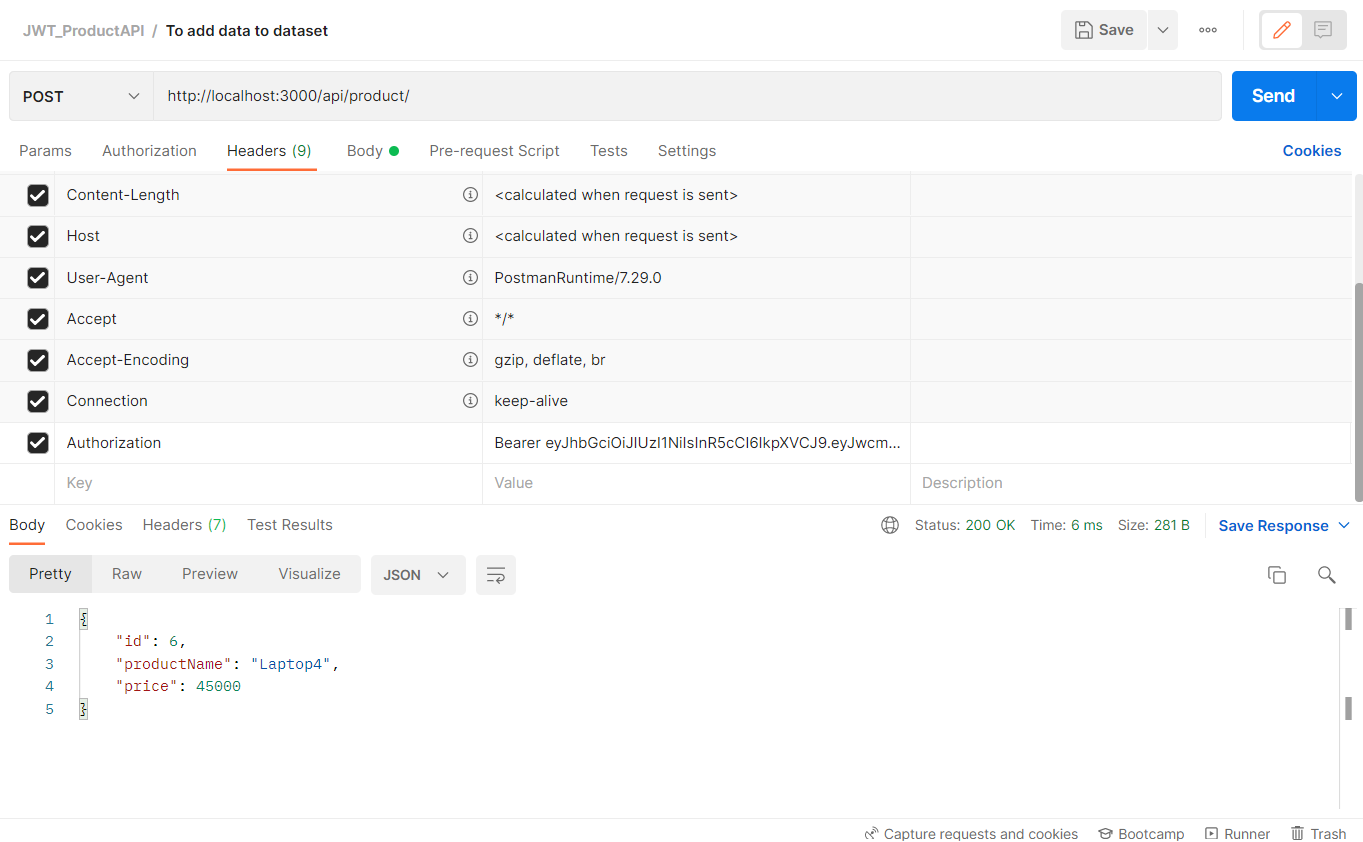 JWT_ProductAPI / To add data to dataset
Save
POST
http://localhost:3000/api/product/
Send
Params Authorization Headers (9) Body Pre-request Script Tests Settings Cookies
Content-Length <calculated when request is sent>
Host <calculated when request is sent>
User-Agent PostmanRuntime/7.29.0
Accept */*
Accept-Encoding gzip, deflate, br
Connection keep-alive
Authorization Bearer eyJhbGciOiJIUzI1NiIsInR5cCI6IkpXVCJ9.eyJwcm...
Key Value Description
Body Cookies Headers (7) Test Results Status: 200 OK Time: 6 ms Size: 281 B Save Response
Pretty Raw Preview Visualize JSON
1 {
2 "id": 6,
3 "productName": "Laptop4",
4 "price": 45000
5 }
Capture requests and cookies Bootcamp Runner Trash